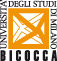 UNIVERSITÀ
DEGLI STUDI
DI MILANO
BICOCCA